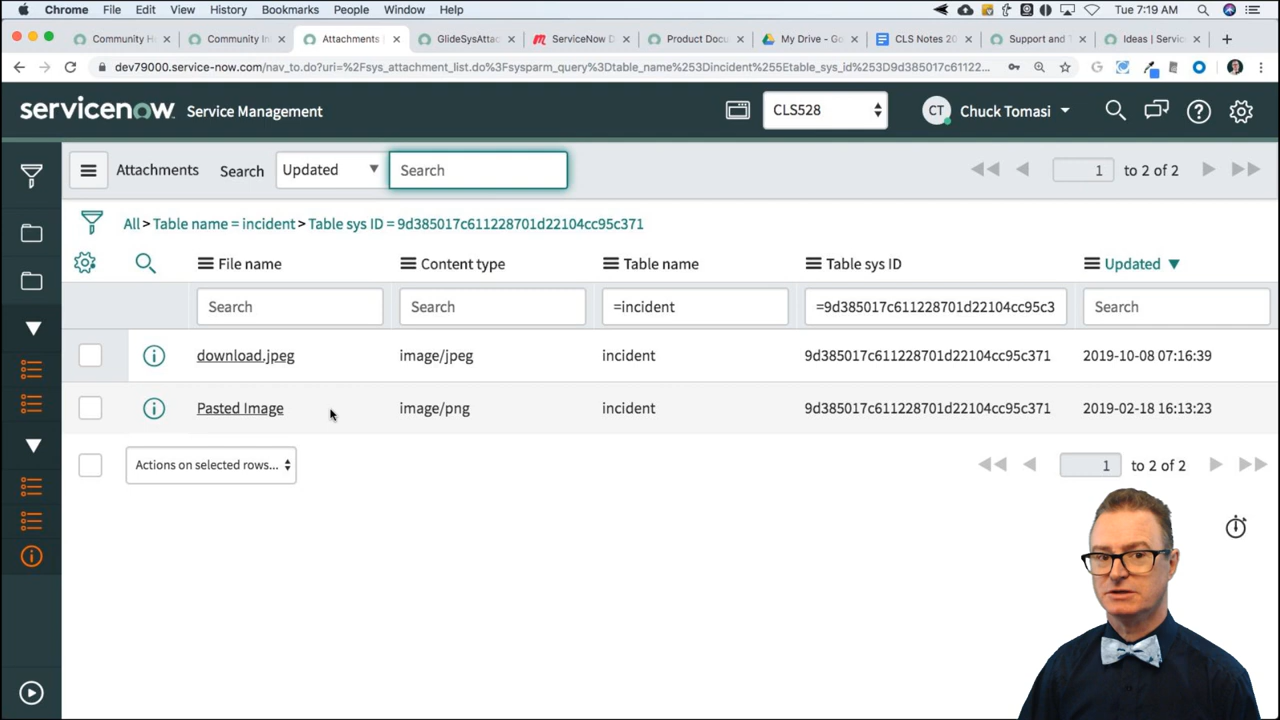 Chrome File Edit View History Bookmarks People Window Help Tue 7:19 AM
Community H Community In Attachments GlideSysAttac ServiceNow D Product Docu My Drive - Go CLS Notes 20 Support and T Ideas | Servic
dev79000.service-now.com/nav_to.do?uri=%2Fsys_attachment_list.do%3Fsysparm_query%3Dtable_name%253Dincident%255Etable_sys_id%253D9d385017c61122...
servicenow Service Management CLS528 CT Chuck Tomasi
Attachments Search Updated Search 1 to 2 of 2
All > Table name = incident > Table sys ID = 9d385017c611228701d22104cc95c371
File name Content type Table name Table sys ID Updated
Search Search =incident =9d385017c611228701d22104cc95c3 Search
download.jpeg image/jpeg incident 9d385017c611228701d22104cc95c371 2019-10-08 07:16:39
Pasted Image image/png incident 9d385017c611228701d22104cc95c371 2019-02-18 16:13:23
Actions on selected rows... 1 to 2 of 2